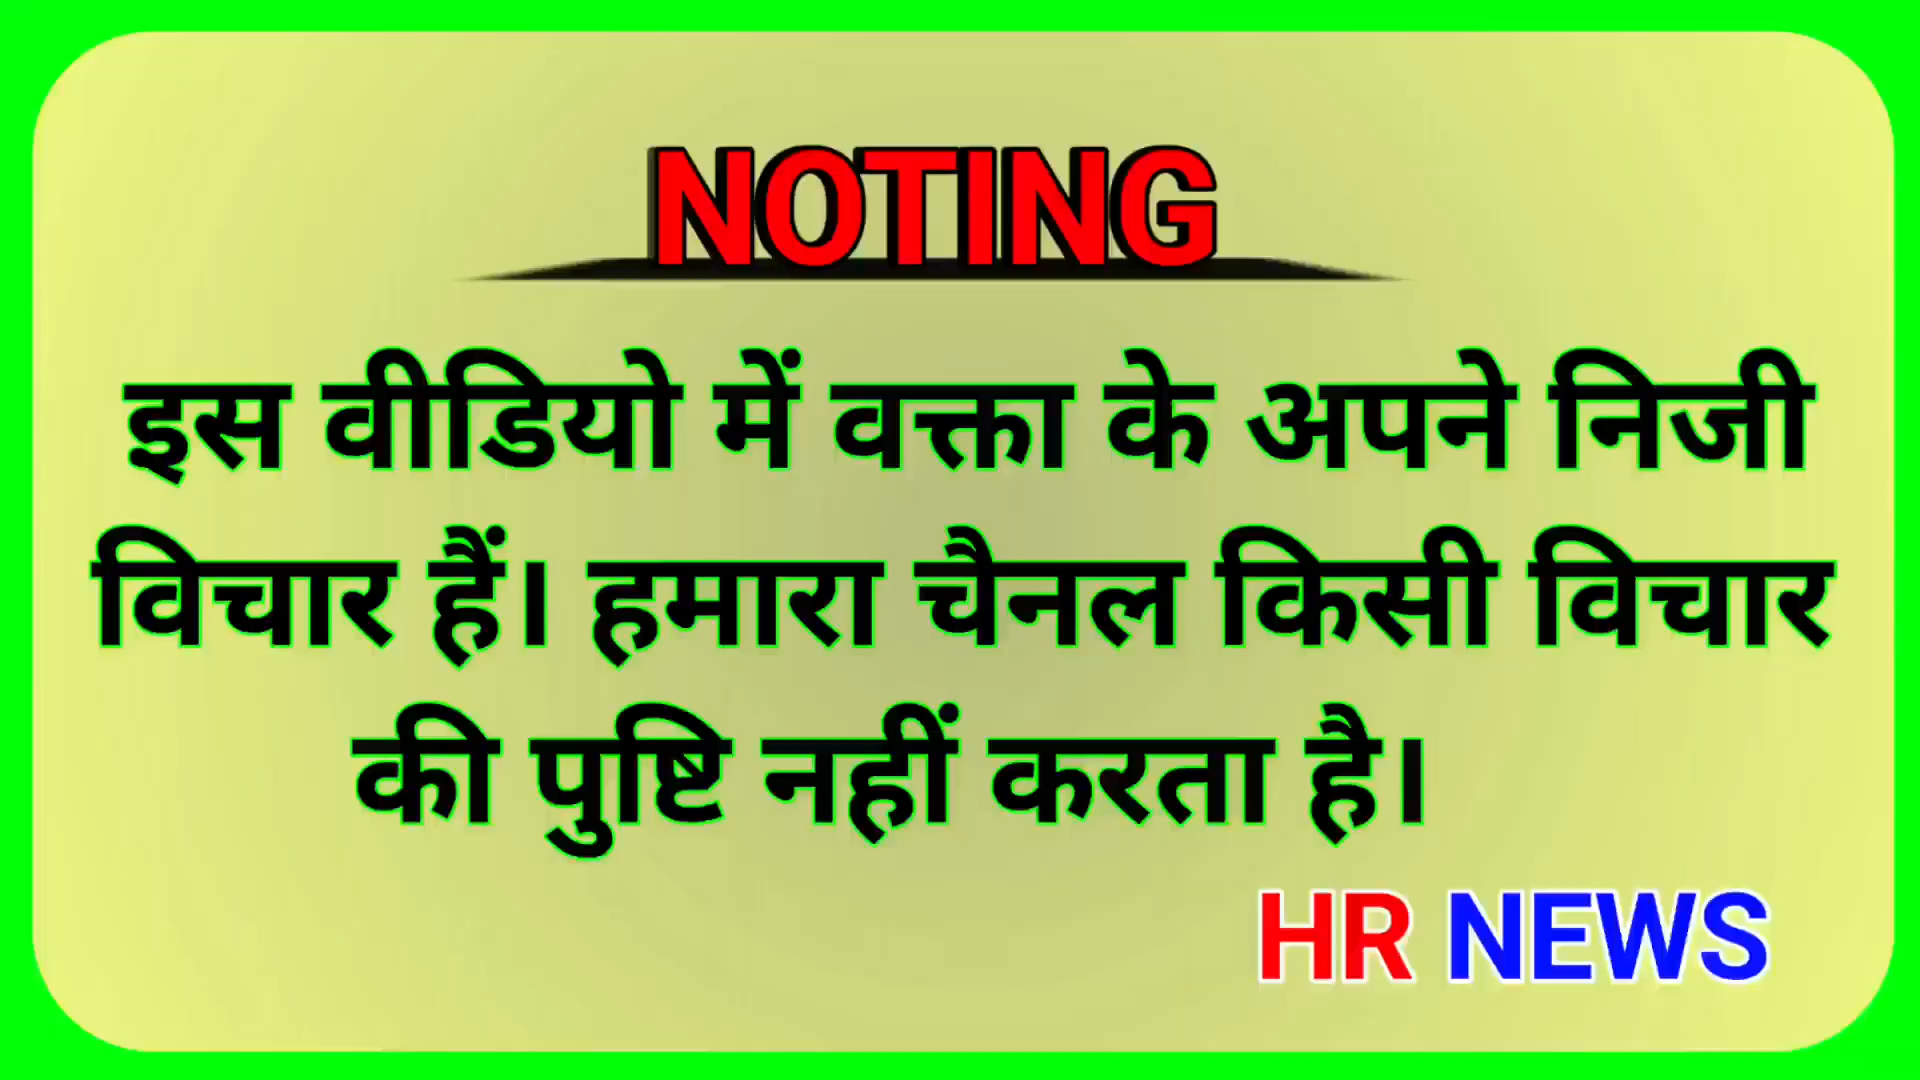 NOTING
इस वीडियो में वक्ता के अपने निजी
विचार हैं। हमारा चैनल किसी विचार
की पुष्टि नहीं करता है।
HR NEWS